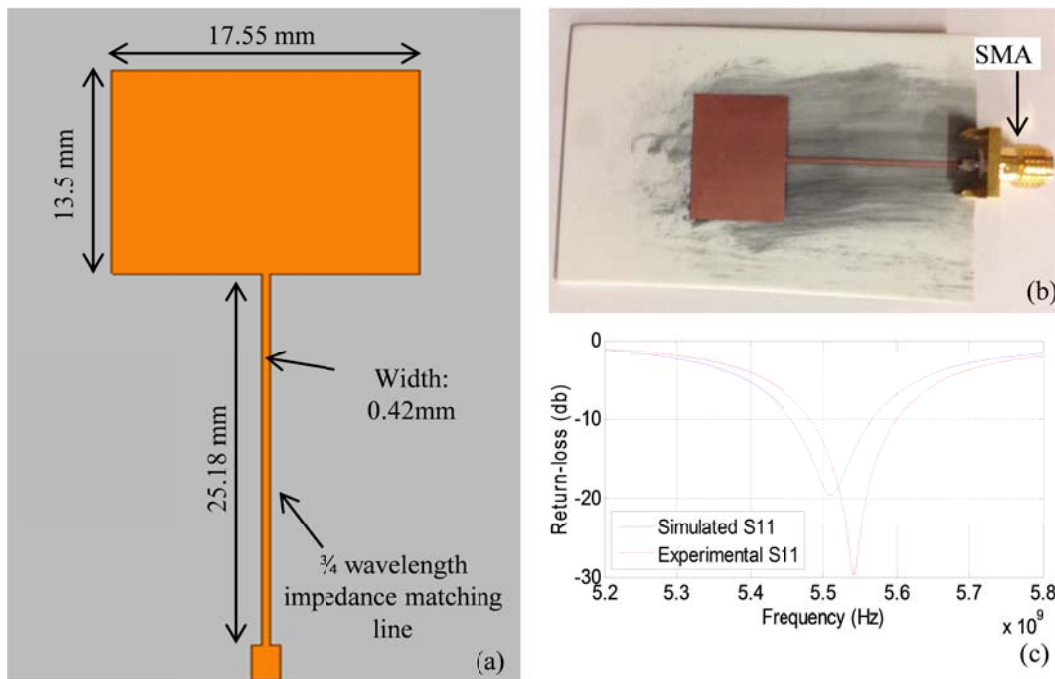 17.55 mm
13.5 mm
Width:
0.42mm
25.18 mm
¾ wavelength
impedance matching
line
(a)
SMA
(b)
0
-10
-20
-30
Return-loss (db)
Simulated S11
Experimental S11
5.2 5.3 5.4 5.5 5.6 5.7 5.8
Frequency (Hz)
x 10⁹
(c)